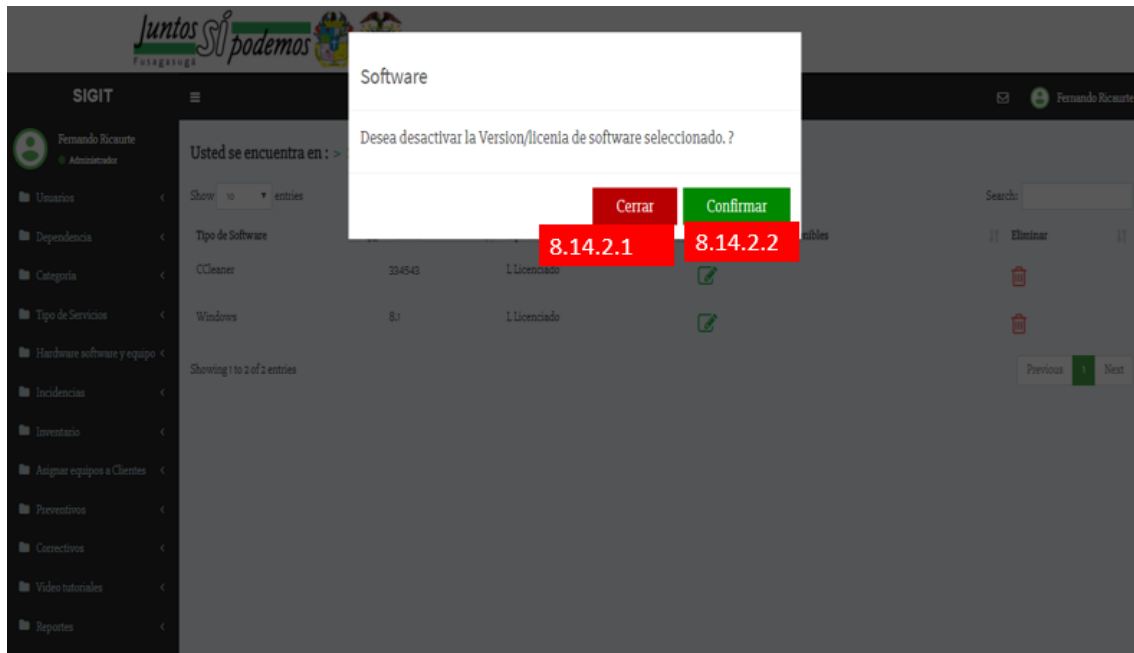 Juntos SÍ podemos
Fusagasugá
SIGIT
Fernando Ricaurte
Fernando Ricaurte
Administrador
Software
Desea desactivar la Version/licenia de software seleccionado. ?
Cerrar Confirmar
8.14.2.1 8.14.2.2
Usted se encuentra en : >
Show 10 entries Search:
Tipo de Software Eliminar
CCleaner 334543 L Licenciado
Windows 8.1 L Licenciado
Showing 1 to 2 of 2 entries Previous 1 Next
Usuarios
Dependencia
Categoría
Tipo de Servicios
Hardware software y equipo
Incidencias
Inventario
Asignar equipos a Clientes
Preventivos
Correctivos
Video tutoriales
Reportes